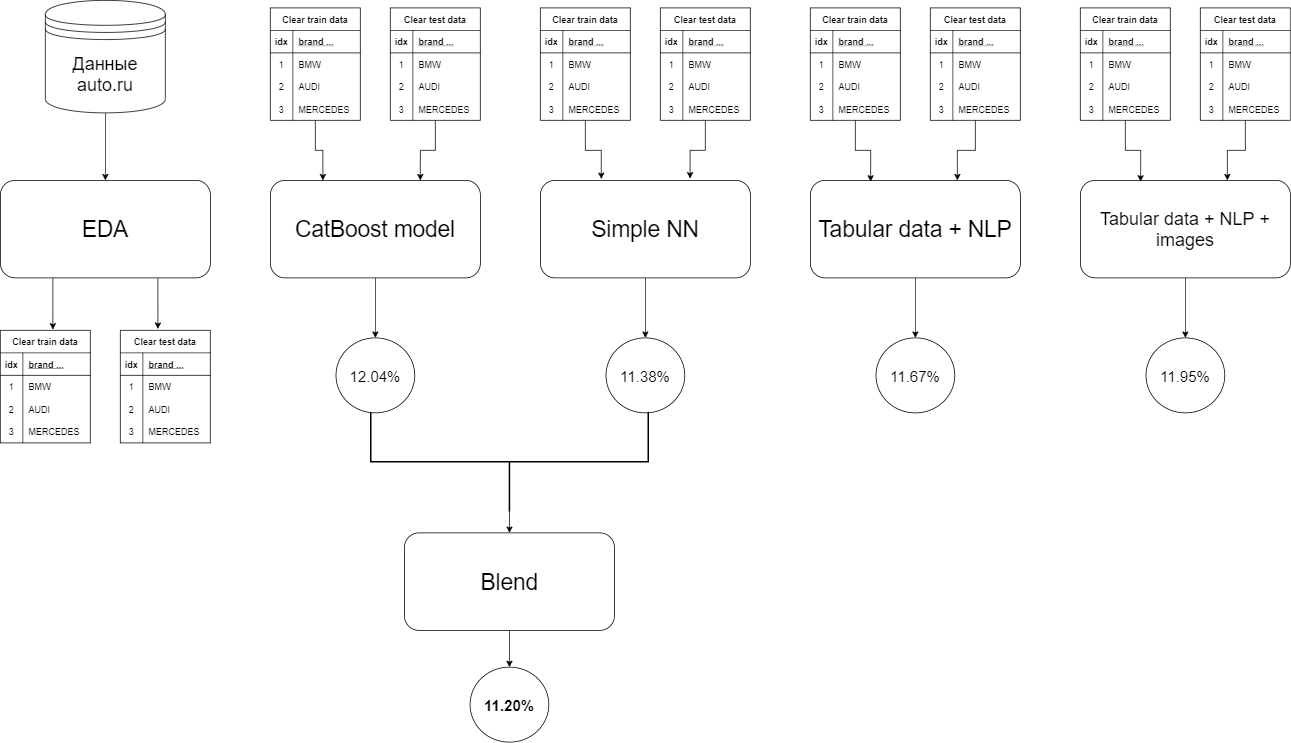 Данные
auto.ru
EDA
Clear train data
idx brand ...
1 BMW
2 AUDI
3 MERCEDES
Clear test data
idx brand ...
1 BMW
2 AUDI
3 MERCEDES
Clear train data
idx brand ...
1 BMW
2 AUDI
3 MERCEDES
Clear test data
idx brand ...
1 BMW
2 AUDI
3 MERCEDES
CatBoost model
12.04%
Clear train data
idx brand ...
1 BMW
2 AUDI
3 MERCEDES
Clear test data
idx brand ...
1 BMW
2 AUDI
3 MERCEDES
Simple NN
11.38%
Blend
11.20%
Clear train data
idx brand ...
1 BMW
2 AUDI
3 MERCEDES
Clear test data
idx brand ...
1 BMW
2 AUDI
3 MERCEDES
Tabular data + NLP
11.67%
Clear train data
idx brand ...
1 BMW
2 AUDI
3 MERCEDES
Clear test data
idx brand ...
1 BMW
2 AUDI
3 MERCEDES
Tabular data + NLP +
images
11.95%